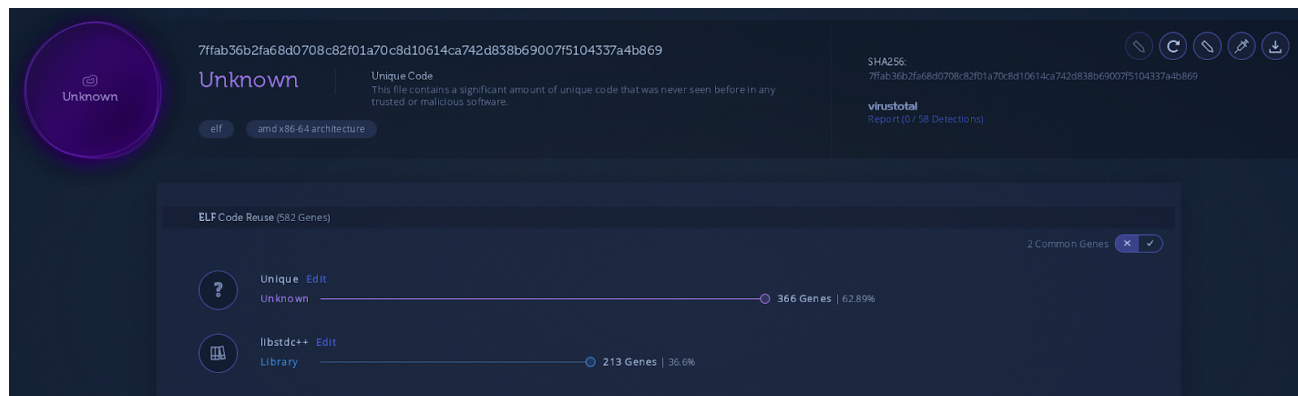 7ffab36b2fa68d0708c82f01a70c8d10614ca742d838b69007f5104337a4b869
Unknown
Unknown
Unique Code
This file contains a significant amount of unique code that was never seen before in any
trusted or malicious software.
elf
amd x86-64 architecture
SHA256:
7ffab36b2fa68d0708c82f01a70c8d10614ca742d838b69007f5104337a4b869
virustotal
Report (0 / 58 Detections)
ELF Code Reuse (582 Genes)
2 Common Genes
Unique Edit
Unknown 366 Genes | 62.89%
libstdc++ Edit
Library 213 Genes | 36.6%